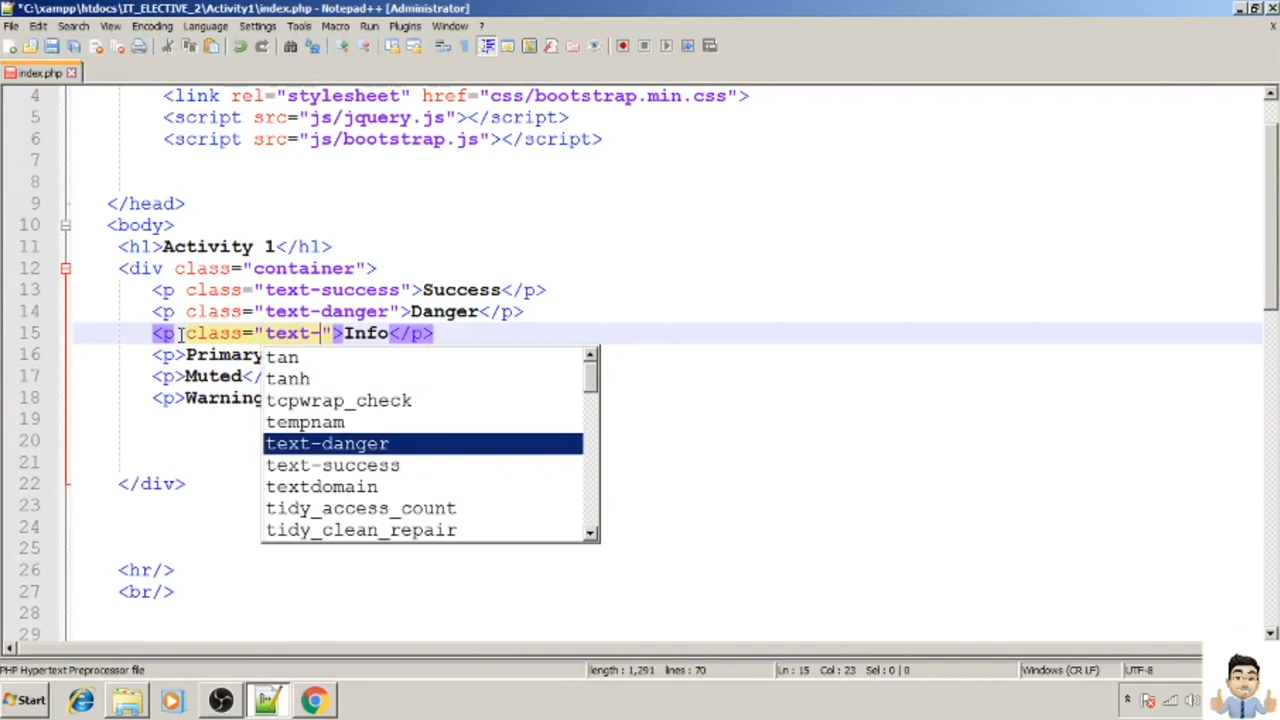 *C:\xampp\htdocs\IT_ELECTIVE_2\Activity1\index.php - Notepad++ [Administrator]
File Edit Search View Encoding Language Settings Tools Macro Run Plugins Window ?
X
index.php
4 <link rel="stylesheet" href="css/bootstrap.min.css">
5 <script src="js/jquery.js"></script>
6 <script src="js/bootstrap.js"></script>
7
8
9 </head>
10 <body>
11 <h1>Activity 1</h1>
12 <div class="container">
13 <p class="text-success">Success</p>
14 <p class="text-danger">Danger</p>
15 <p class="text-">Info</p>
16 <p>Primary
17 <p>Muted</
18 <p>Warning
19
20
21
22 </div>
23
24
25
26 <hr/>
27 <br/>
28
29
tan
tanh
tcpwrap_check
tempnam
text-danger
text-success
textdomain
tidy_access_count
tidy_clean_repair
PHP Hypertext Preprocessor file length : 1,291 lines : 70 Ln : 15 Col : 23 Sel : 0 | 0 Windows (CR LF) UTF-8
Start